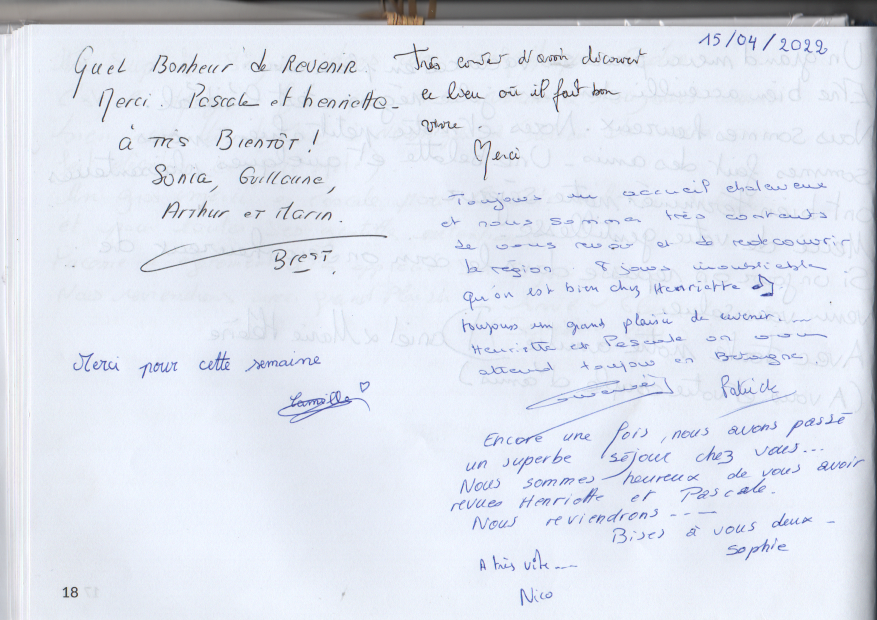 Quel Bonheur de REVENIR.
Merci. Pascale et henriette
à très Bientôt !
Sonia, Guillaume,
Arthur et Marin.
Brest.
Merci pour cette semaine
Camille
15/04/2022
Très content d'avoir découvert
ce lieu où il fait bon
vivre
Merci
Toujours un accueil chaleureux
et nous sommes très contents
de vous revoir et de redécouvrir
la région 8 jours inoubliable
qu'on est bien chez Henriette
toujours un grand plaisir de revenir....
Henriette et Pascale on vous
attend toujours en Bretagne
Patrick
Encore une fois, nous avons passé
un superbe séjour chez vous...
Nous sommes heureux de vous avoir
revues Henriette et Pascale.
Nous reviendrons ----
Bises à vous deux -
Sophie
A très vite...
Nico
18